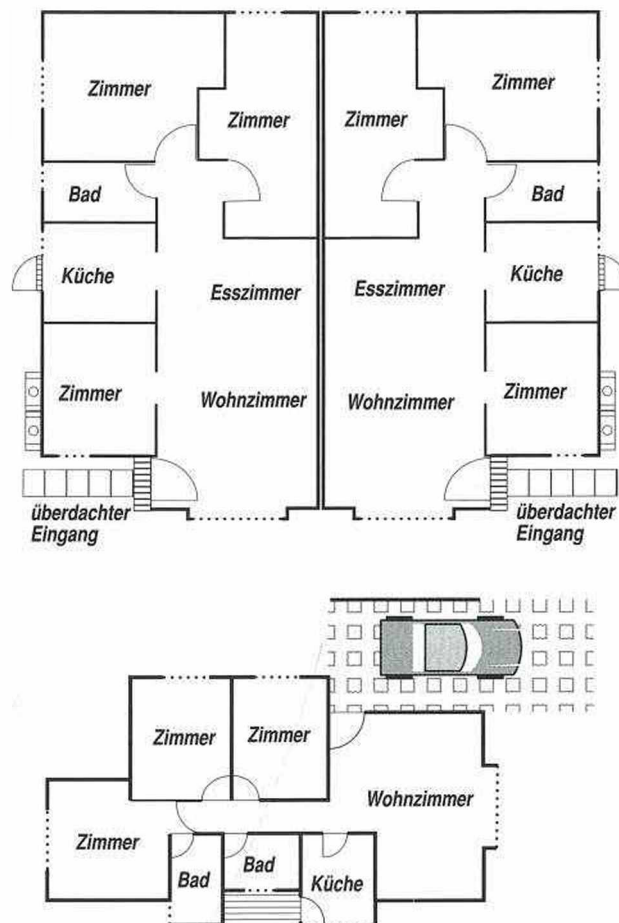 Zimmer
Zimmer
Zimmer
Zimmer
Bad
Bad
Küche
Esszimmer
Esszimmer
Küche
Zimmer
Wohnzimmer
Wohnzimmer
Zimmer
überdachter
Eingang
überdachter
Eingang
Zimmer
Zimmer
Wohnzimmer
Zimmer
Bad
Bad
Küche